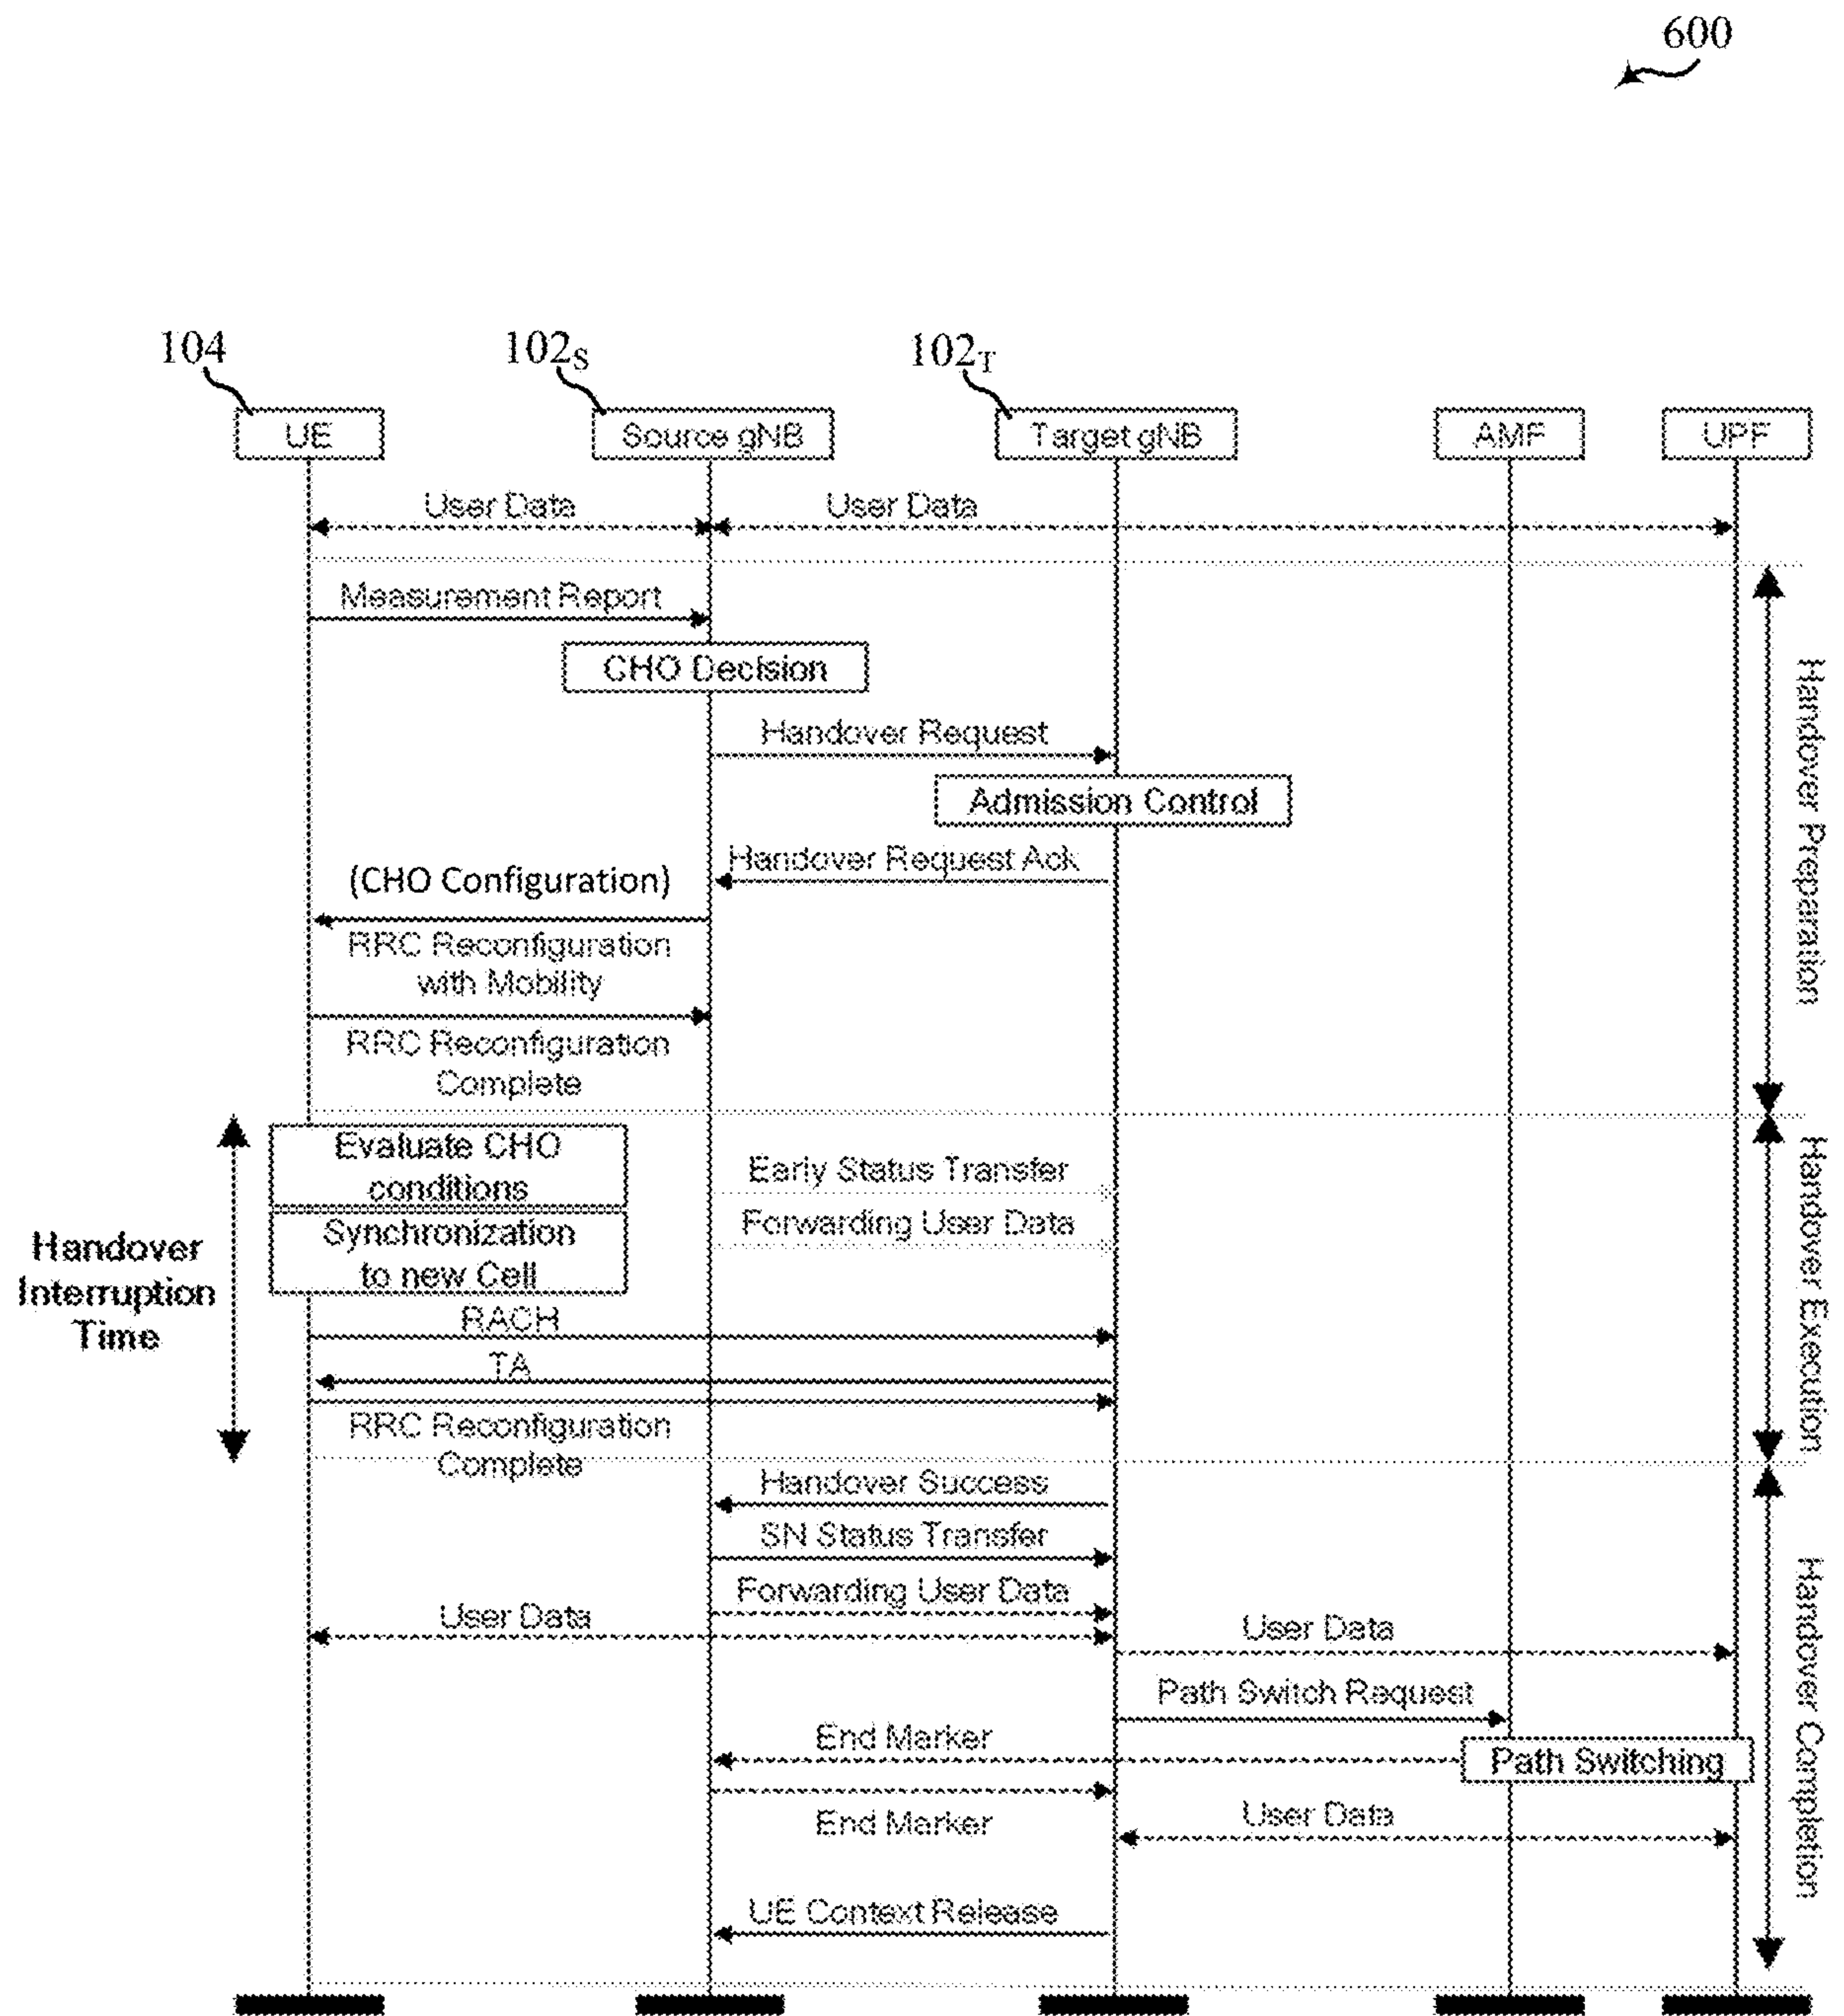 600
104
102S
102T
UE
Source gNB
Target gNB
AMF
UPF
User Data
User Data
Measurement Report
CHO Decision
Handover Request
Admission Control
Handover Request Ack
(CHO Configuration)
RRC Reconfiguration
with Mobility
RRC Reconfiguration
Complete
Handover Preparation
Evaluate CHO
conditions
Early Status Transfer
Forwarding User Data
Synchronization
to new Cell
Handover
Interruption
Time
RACH
TA
RRC Reconfiguration
Complete
Handover Execution
Handover Success
SN Status Transfer
Forwarding User Data
User Data
User Data
Path Switch Request
End Marker
Path Switching
End Marker
User Data
UE Context Release
Handover Completion